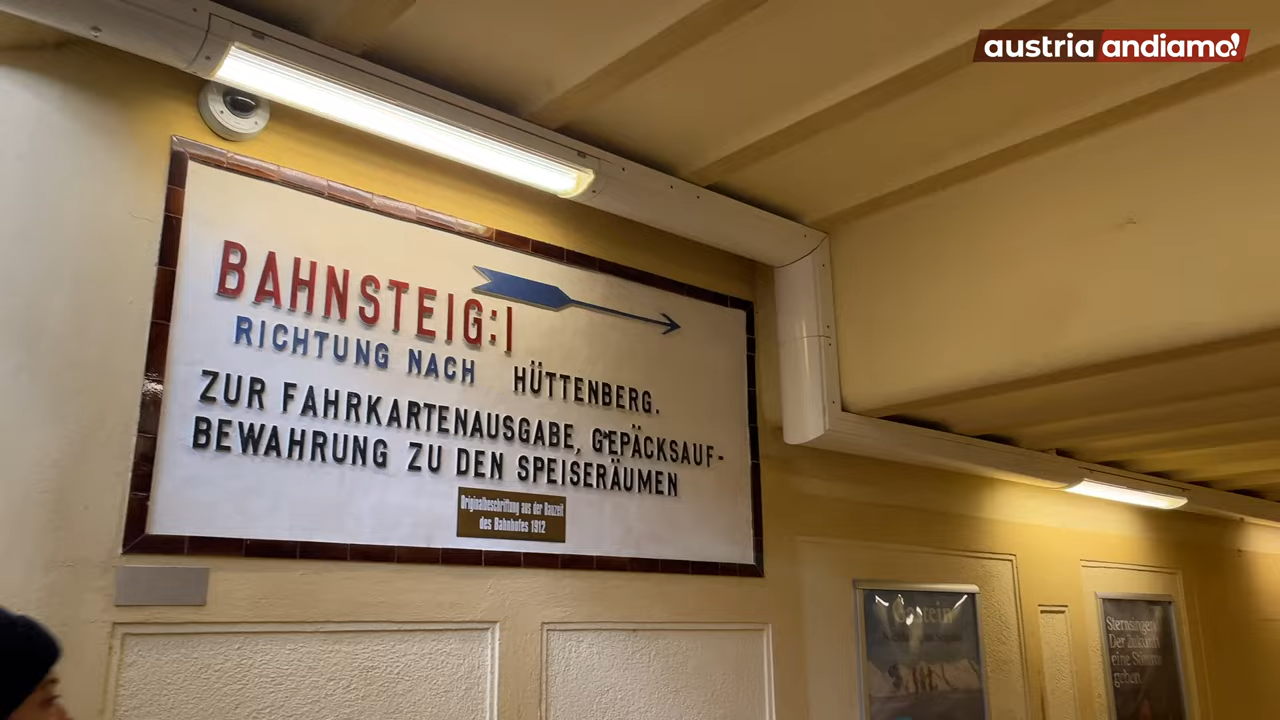 austria andiamo!
BAHNSTEIG:I
RICHTUNG NACH HÜTTENBERG.
ZUR FAHRKARTENAUSGABE, GEPÄCKSAUF-
BEWAHRUNG ZU DEN SPEISERÄUMEN
Originalbeschriftung aus der Bauzeit
des Bahnhofes 1912
Gastein
Sternsingen.
Der Zukunft
eine Stimme
geben.